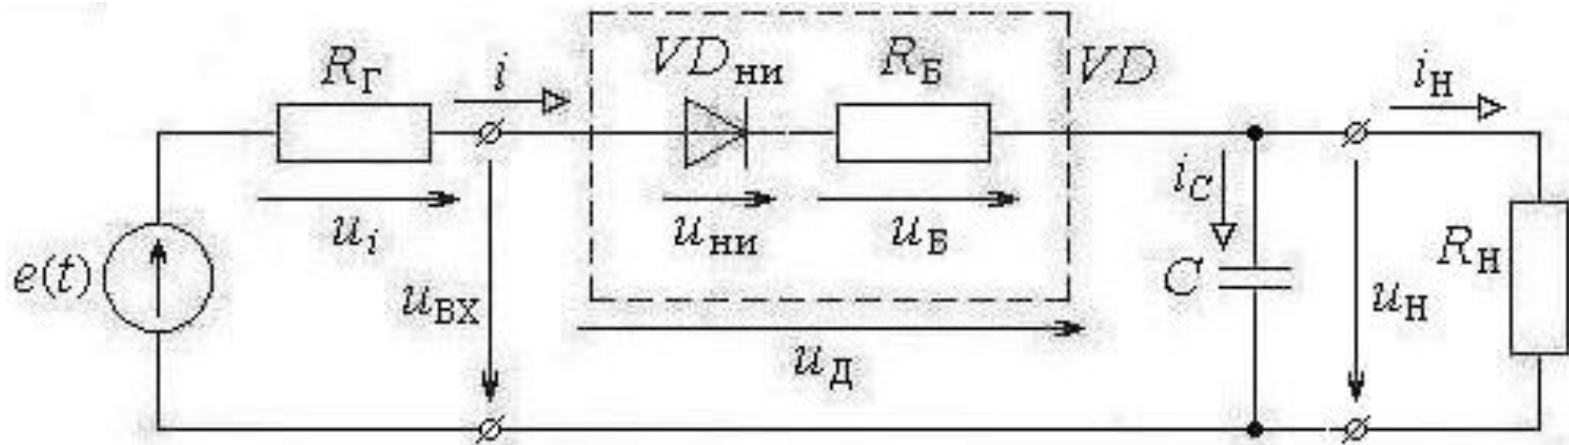 R_Г
i
VD_НИ
R_Б
VD
i_Н
u_i
u_НИ
u_Б
i_C
e(t)
u_ВХ
C
u_Н
R_Н
u_Д